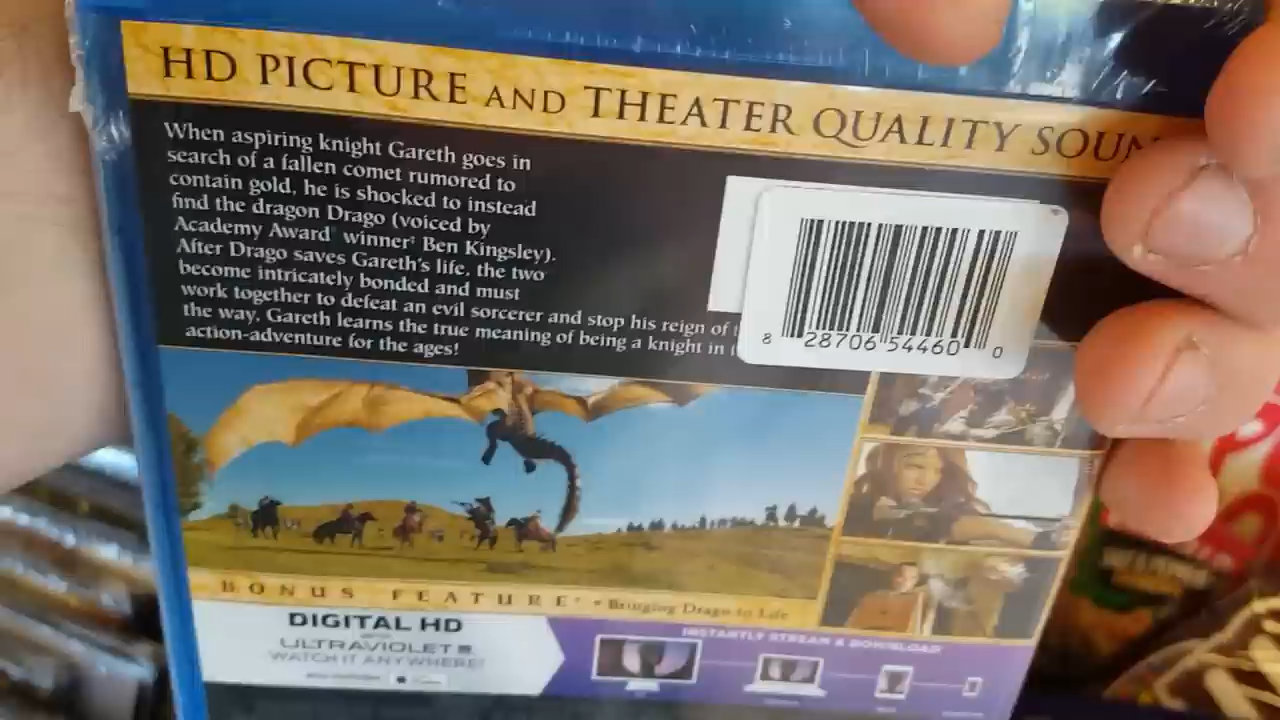 HD PICTURE AND THEATER QUALITY SOUN
When aspiring knight Gareth goes in
search of a fallen comet rumored to
contain gold, he is shocked to instead
find the dragon Drago (voiced by
Academy Award® winner‡ Ben Kingsley).
After Drago saves Gareth's life, the two
become intricately bonded and must
work together to defeat an evil sorcerer and stop his reign of
the way, Gareth learns the true meaning of being a knight in
action-adventure for the ages!
8 28706 54460 0
BONUS FEATURE* • Bringing Drago to Life
DIGITAL HD
WITH
ULTRAVIOLET
WATCH IT ANYWHERE!
INSTANTLY STREAM & DOWNLOAD